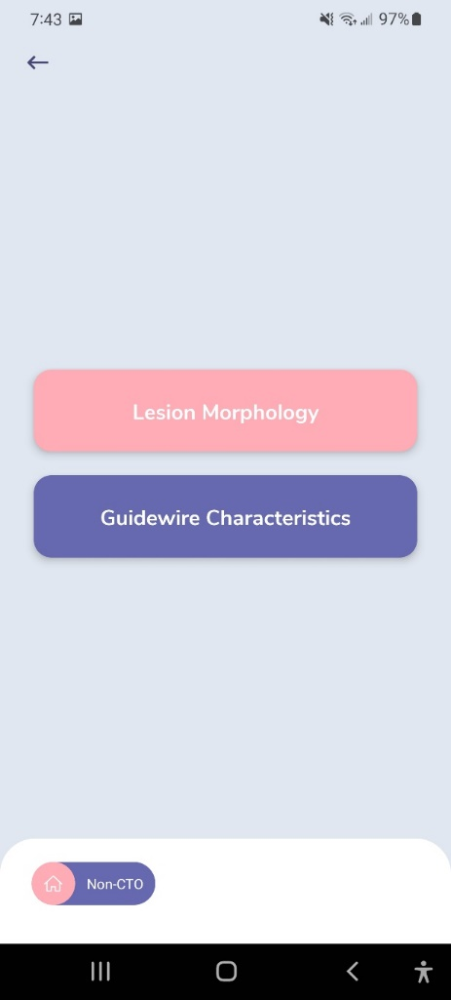 7:43 97%
Lesion Morphology
Guidewire Characteristics
Non-CTO